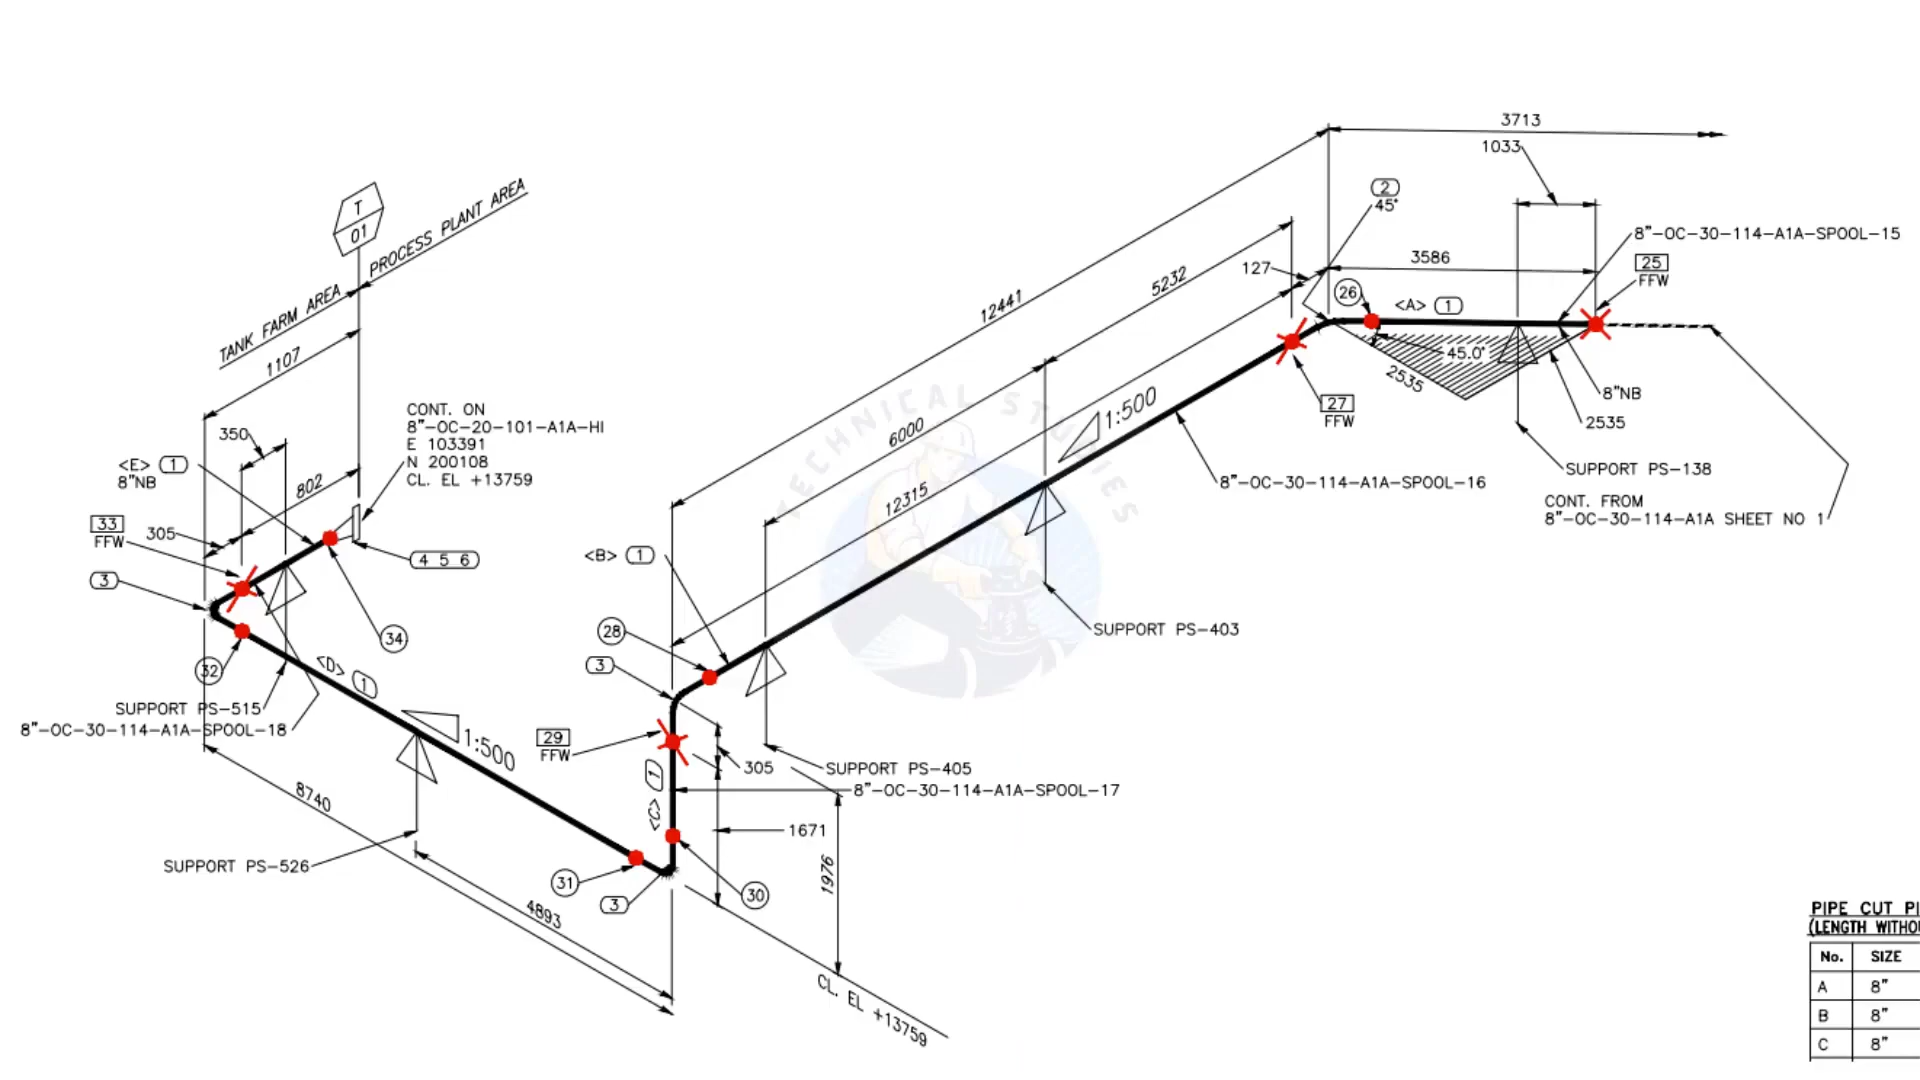 3713
1033
2
45°
T
01
PROCESS PLANT AREA
TANK FARM AREA
1107
12441
5232
127
3586
8"-OC-30-114-A1A-SPOOL-15
25
FFW
26
<A> 1
45.0°
2535
8"NB
2535
27
FFW
1:500
6000
TECHNICAL STUDIES
12315
8"-OC-30-114-A1A-SPOOL-16
SUPPORT PS-138
CONT. FROM
8"-OC-30-114-A1A SHEET NO 1
CONT. ON
8"-OC-20-101-A1A-HI
E 103391
N 200108
CL. EL +13759
350
<E> 1
8"NB
802
33
FFW
305
4 5 6
3
34
32
<D> 1
SUPPORT PS-515
8"-OC-30-114-A1A-SPOOL-18
1:500
8740
SUPPORT PS-526
4893
<B> 1
28
3
SUPPORT PS-403
29
FFW
305
SUPPORT PS-405
8"-OC-30-114-A1A-SPOOL-17
<C> 1
1671
1976
31
3
30
CL. EL +13759
PIPE CUT PI
(LENGTH WITHOU
No. SIZE
A 8"
B 8"
C 8"